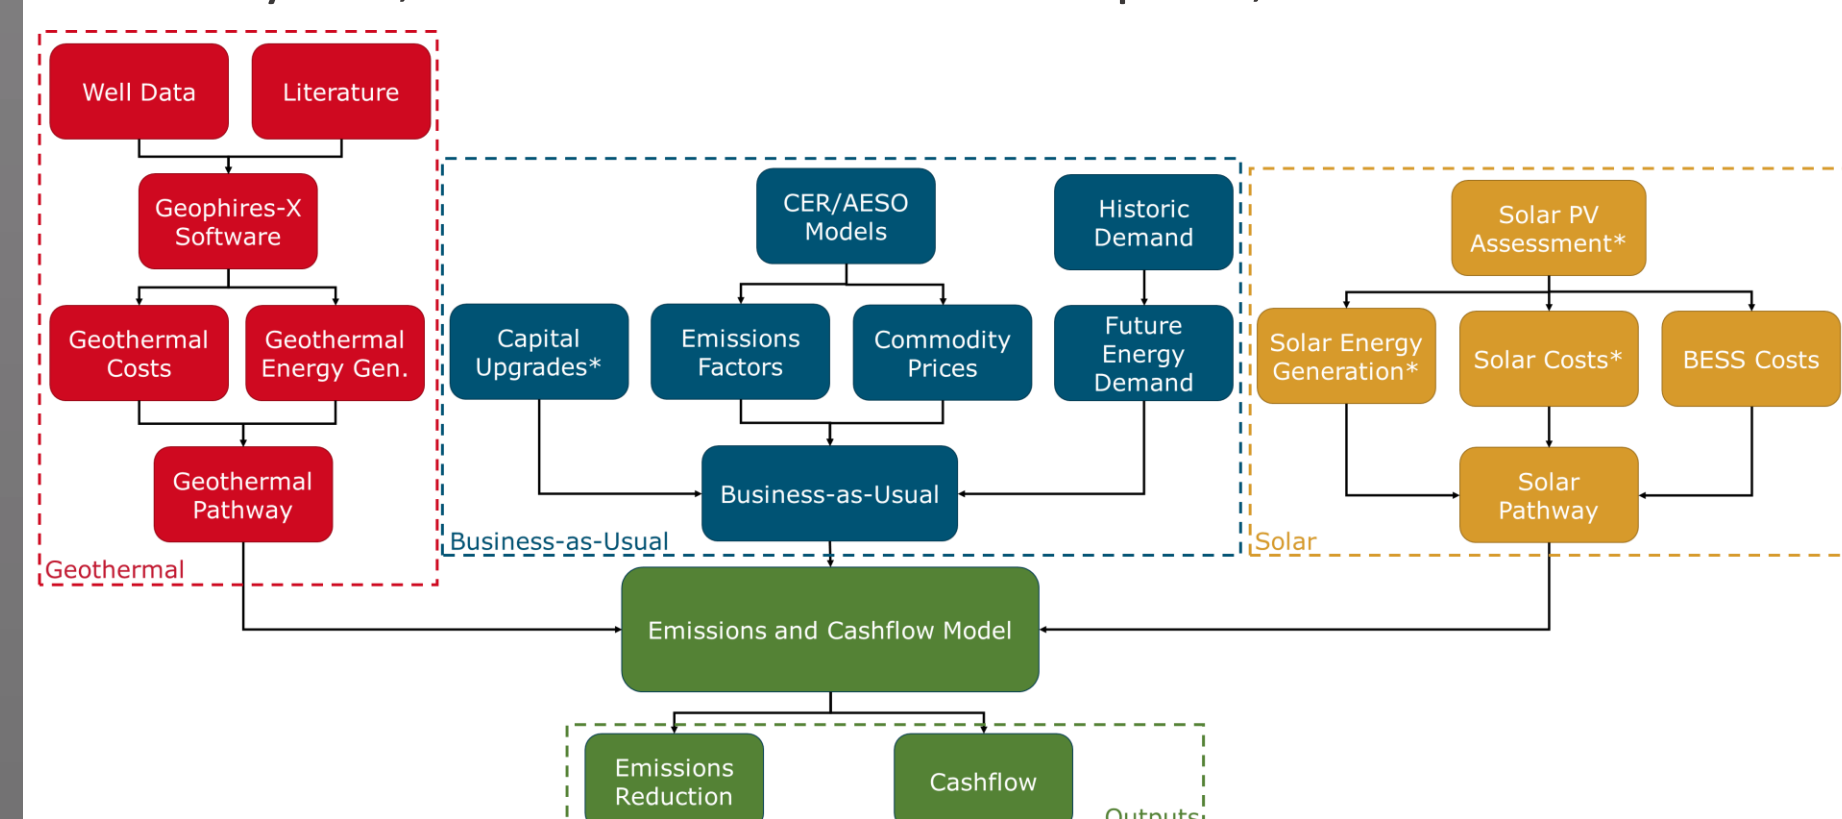 Well Data
Literature
Geophires-X
Software
Geothermal
Costs
Geothermal
Energy Gen.
Geothermal
Pathway
Geothermal
CER/AESO
Models
Historic
Demand
Capital
Upgrades*
Emissions
Factors
Commodity
Prices
Future
Energy
Demand
Business-as-Usual
Business-as-Usual
Solar PV
Assessment*
Solar Energy
Generation*
Solar Costs*
BESS Costs
Solar
Pathway
Solar
Emissions and Cashflow Model
Emissions
Reduction
Cashflow
Outputs